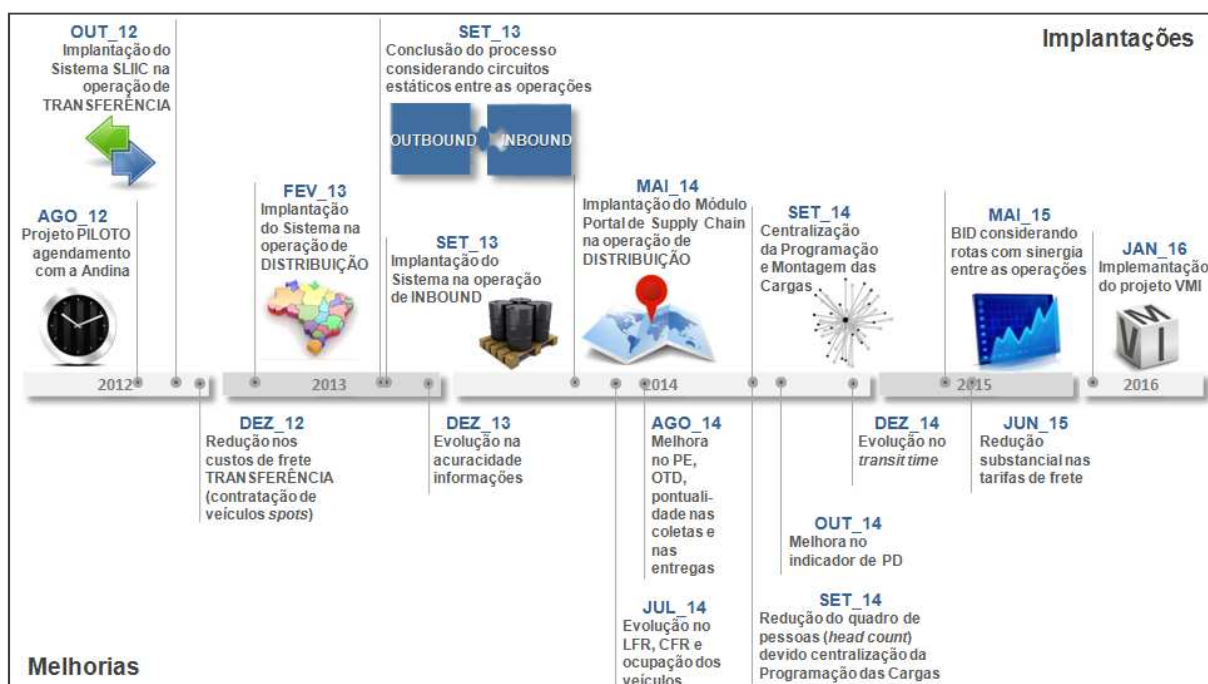 Implantações
OUT_12
Implantação do
Sistema SLIIC na
operação de
TRANSFERÊNCIA
AGO_12
Projeto PILOTO
agendamento
com a Andina
FEV_13
Implantação
do Sistema na
operação de
DISTRIBUIÇÃO
SET_13
Conclusão do processo
considerando circuitos
estáticos entre as operações
OUTBOUND
INBOUND
SET_13
Implantação do
Sistema na operação
de INBOUND
MAI_14
Implantação do Módulo
Portal de Supply Chain
na operação de
DISTRIBUIÇÃO
SET_14
Centralização
da Programação
e Montagem das
Cargas
MAI_15
BID considerando
rotas com sinergia
entre as operações
JAN_16
Implemantação
do projeto VMI
VMI
2012
2013
2014
2015
2016
DEZ_12
Redução nos
custos de frete
TRANSFERÊNCIA
(contratação de
veículos spots)
DEZ_13
Evolução na
acuracidade
informações
AGO_14
Melhora
no PE,
OTD,
pontuali-
dade nas
coletas e
nas
entregas
JUL_14
Evolução no
LFR, CFR e
ocupação dos
veículos
DEZ_14
Evolução no
transit time
OUT_14
Melhora no
indicador de PD
SET_14
Redução do quadro de
pessoas (head count)
devido centralização da
Programação das Cargas
JUN_15
Redução
substancial nas
tarifas de frete
Melhorias